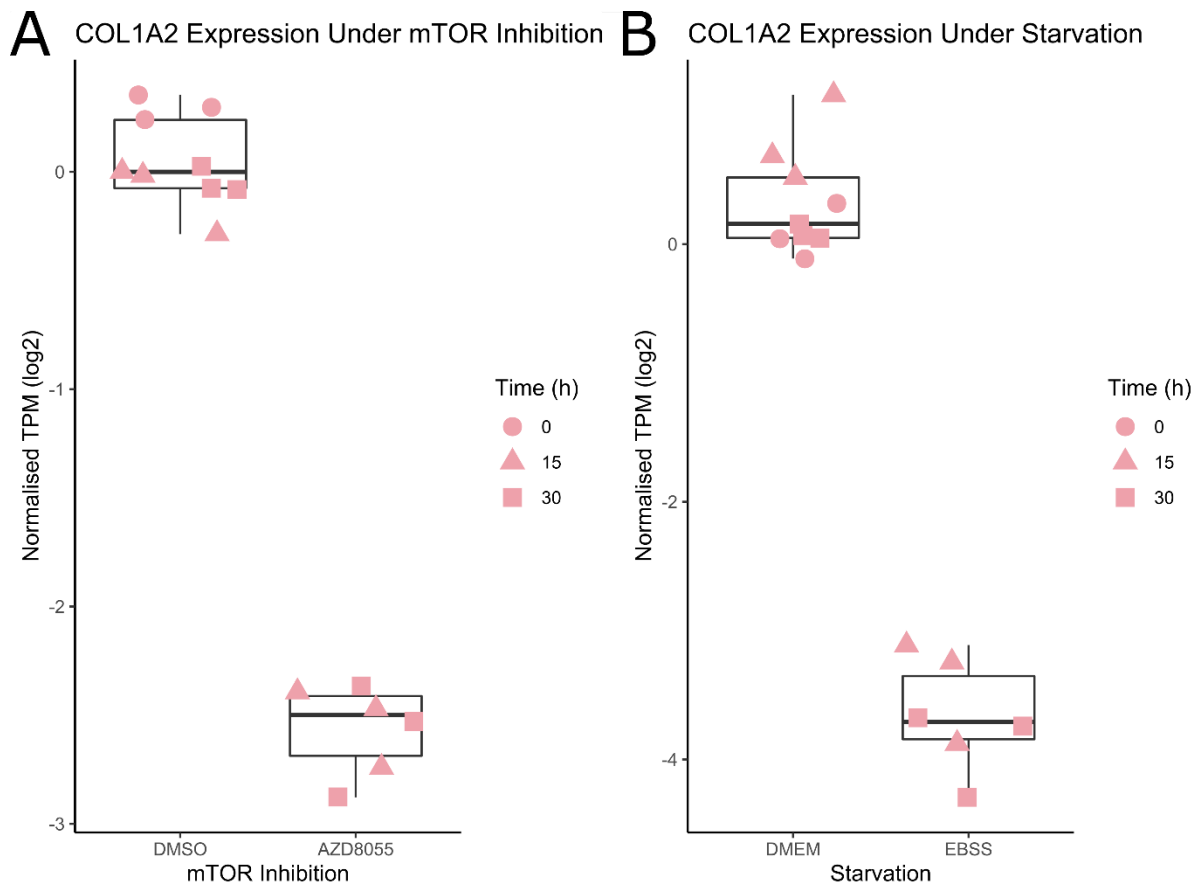 A
COL1A2 Expression Under mTOR Inhibition
Normalised TPM (log2)
0
-1
-2
-3
DMSO
AZD8055
mTOR Inhibition
Time (h)
0
15
30
B
COL1A2 Expression Under Starvation
Normalised TPM (log2)
0
-2
-4
DMEM
EBSS
Starvation
Time (h)
0
15
30